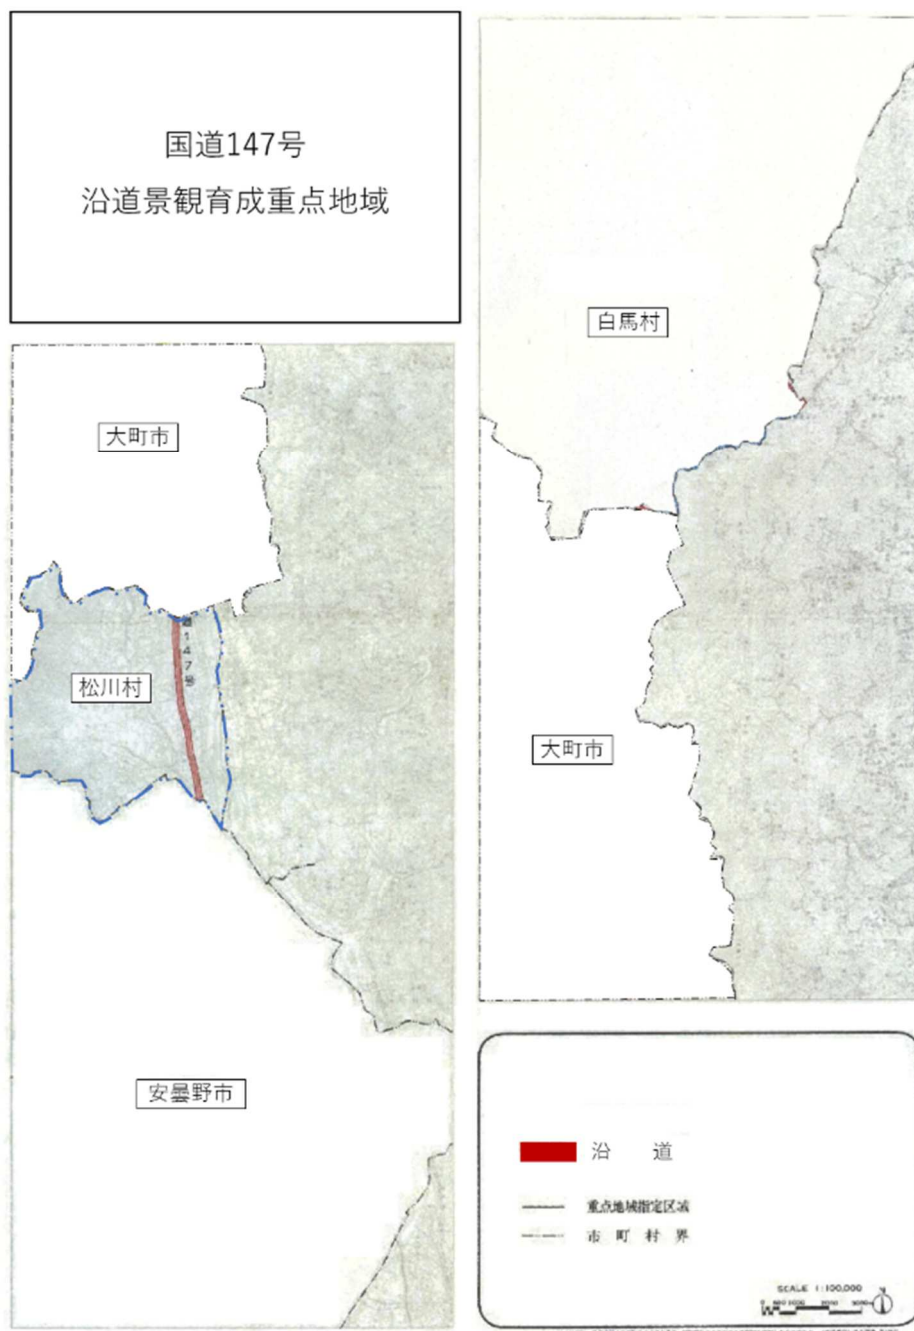 国道147号
沿道景観育成重点地域
白馬村
大町市
147号
松川村
大町市
安曇野市
沿　道
重点地域指定区域
市 町 村 界
SCALE 1:100,000